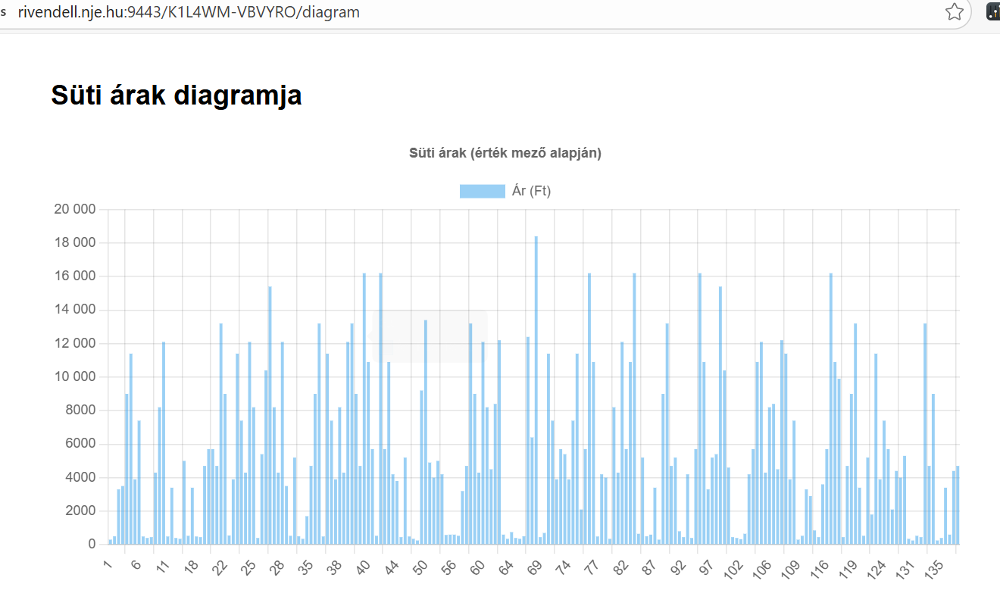 s rivendell.nje.hu:9443/K1L4WM-VBVYRO/diagram
Süti árak diagramja
Süti árak (érték mező alapján)
Ár (Ft)
20 000
18 000
16 000
14 000
12 000
10 000
8000
6000
4000
2000
0
1 6 11 18 22 25 28 35 38 40 44 50 56 60 64 69 74 77 82 87 92 97 102 106 109 116 119 124 131 135